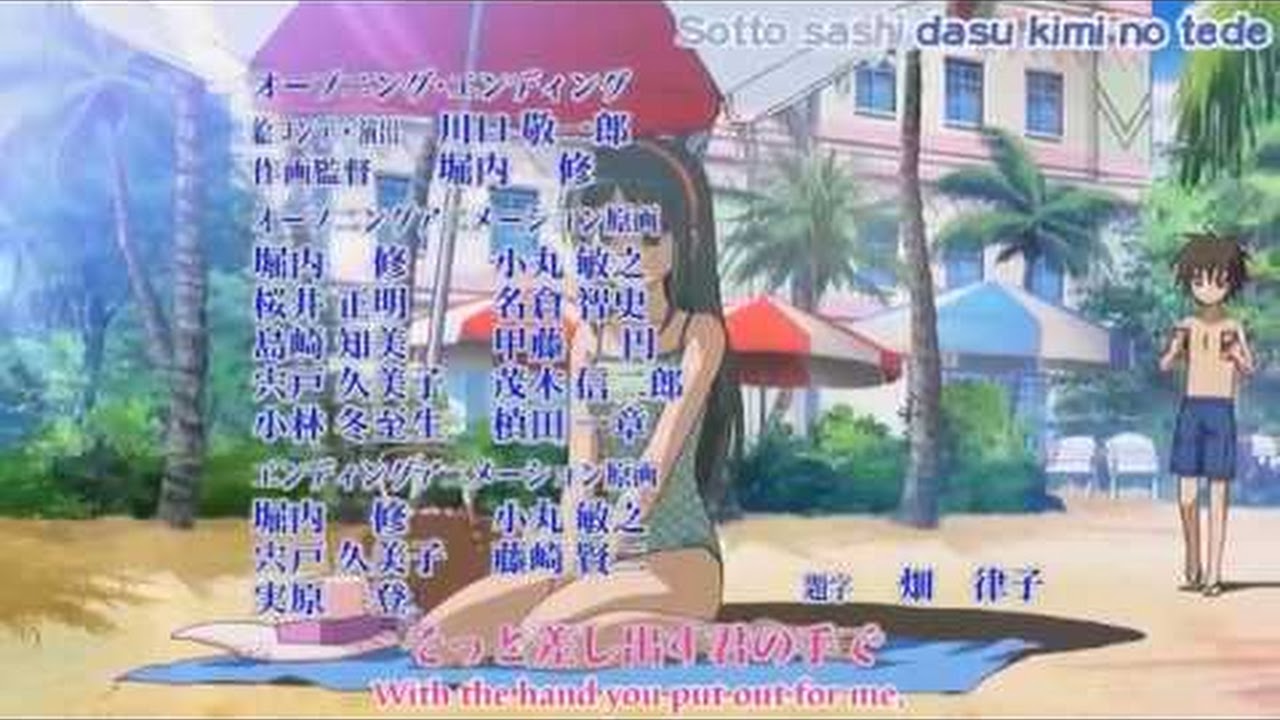 Sotto sashi dasu kimi no tede
オープニング・エンディング
絵コンテ・演出 川口 敬一郎
作画監督 堀内 修
オープニングアニメーション原画
堀内 修 小丸 敏之
桜井 正明 名倉 智史
島崎 知美 甲藤 円
宍戸 久美子 茂木 信二郎
小林 冬至生 植田 一章
エンディングアニメーション原画
堀内 修 小丸 敏之
宍戸 久美子 藤崎 賢二
実原 登
題字 畑 律子
そっと差し出す君の手で
With the hand you put out for me,